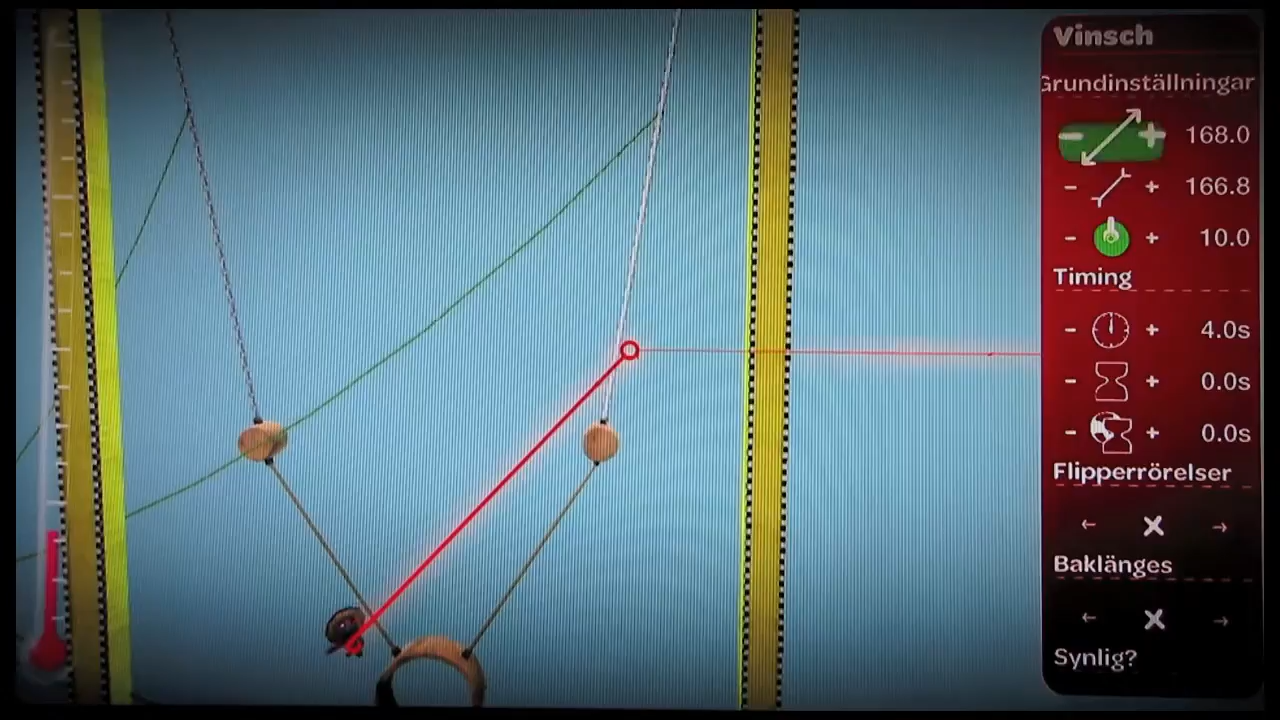 Vinsch
Grundinställningar
168.0
- + 166.8
- + 10.0
Timing
- + 4.0s
- + 0.0s
- + 0.0s
Flipperrörelser
Baklänges
Synlig?